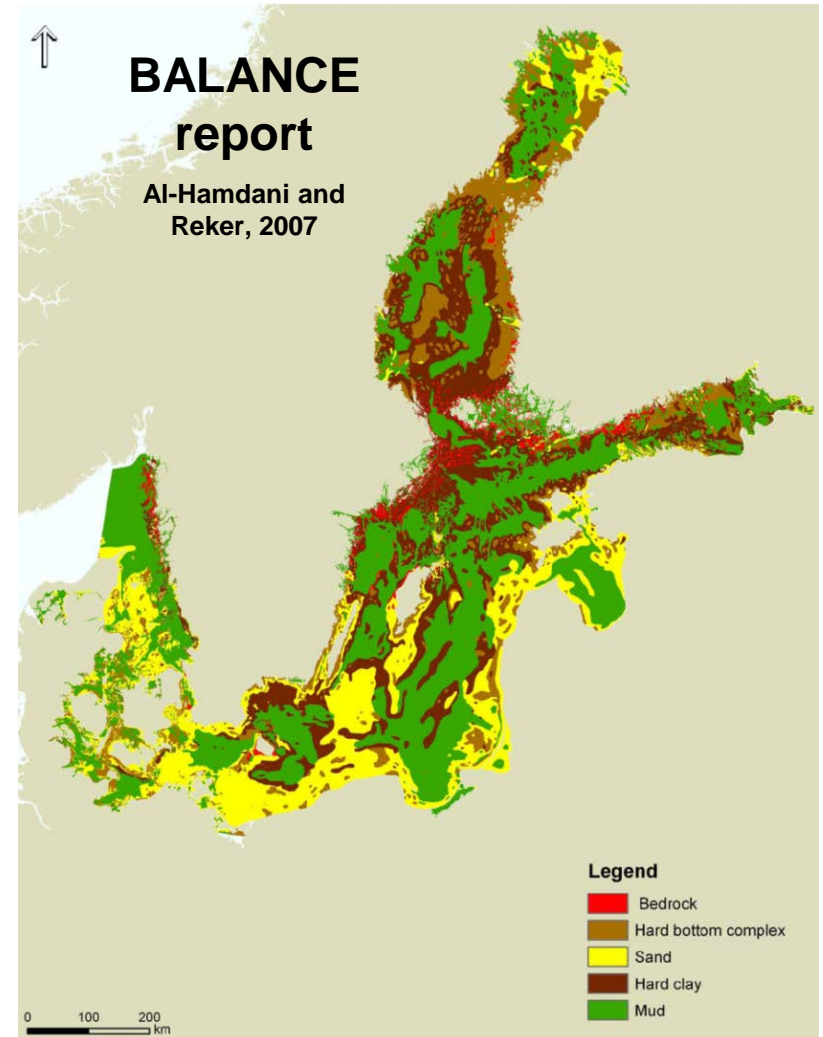 BALANCE
report
Al-Hamdani and
Reker, 2007
Legend
Bedrock
Hard bottom complex
Sand
Hard clay
Mud
0 100 200
km